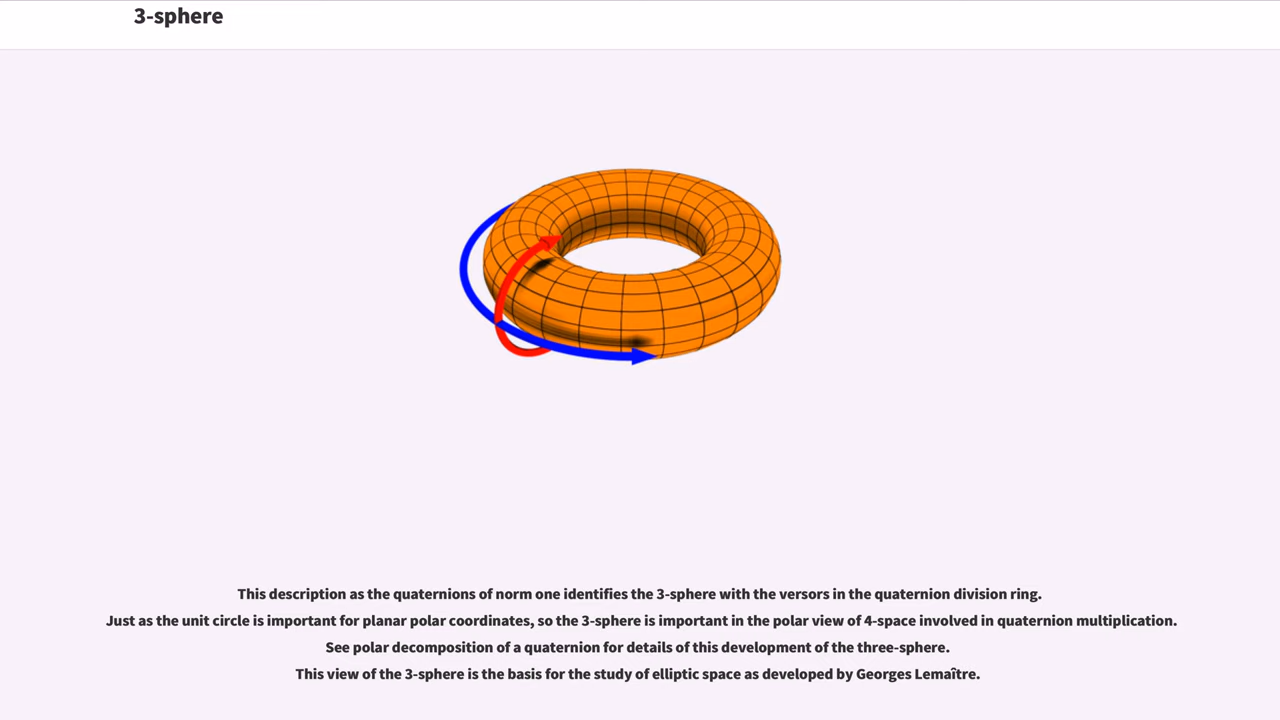 3-sphere
This description as the quaternions of norm one identifies the 3-sphere with the versors in the quaternion division ring.
Just as the unit circle is important for planar polar coordinates, so the 3-sphere is important in the polar view of 4-space involved in quaternion multiplication.
See polar decomposition of a quaternion for details of this development of the three-sphere.
This view of the 3-sphere is the basis for the study of elliptic space as developed by Georges Lemaître.